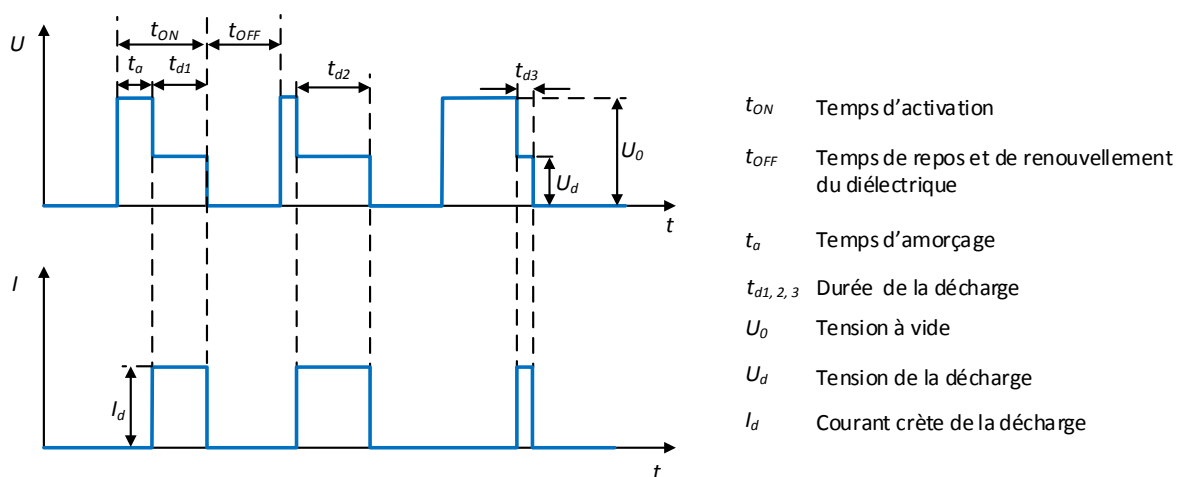 U
t_ON
t_OFF
t_a
t_d1
t_d2
t_d3
U_0
U_d
t
I
I_d
t
t_ON Temps d'activation
t_OFF Temps de repos et de renouvellement
du diélectrique
t_a Temps d'amorçage
t_d1, 2, 3 Durée de la décharge
U_0 Tension à vide
U_d Tension de la décharge
I_d Courant crète de la décharge